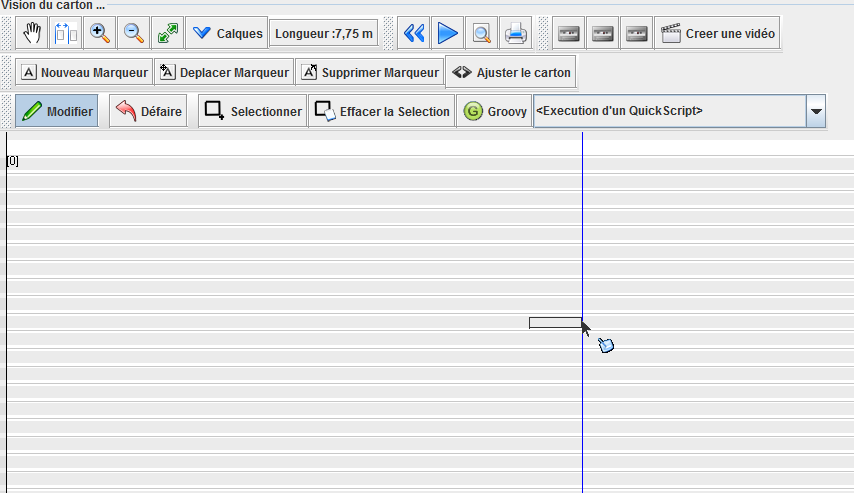 Vision du carton ...
Calques Longueur :7,75 m Creer une vidéo
A Nouveau Marqueur A Deplacer Marqueur A Supprimer Marqueur Ajuster le carton
Modifier Défaire Selectionner Effacer la Selection G Groovy <Execution d'un QuickScript>
[0]